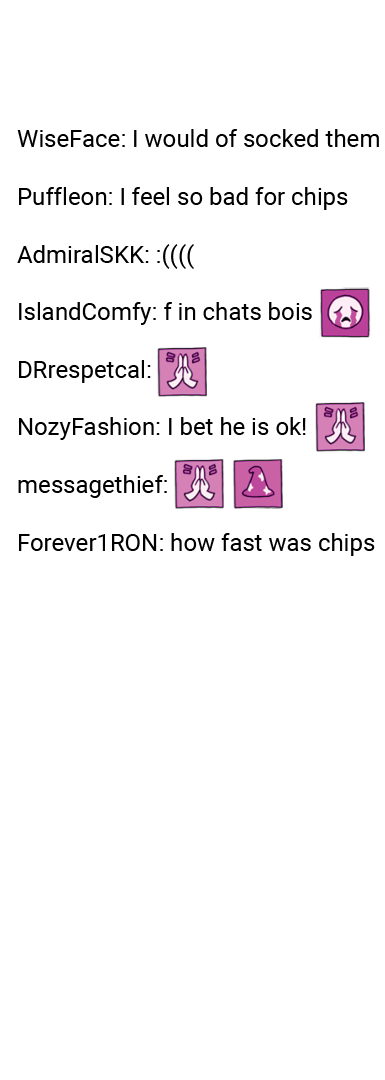 WiseFace: I would of socked them
Puffleon: I feel so bad for chips
AdmiralSKK: :((((
IslandComfy: f in chats bois
DRrespetcal:
NozyFashion: I bet he is ok!
messagethief:
Forever1RON: how fast was chips